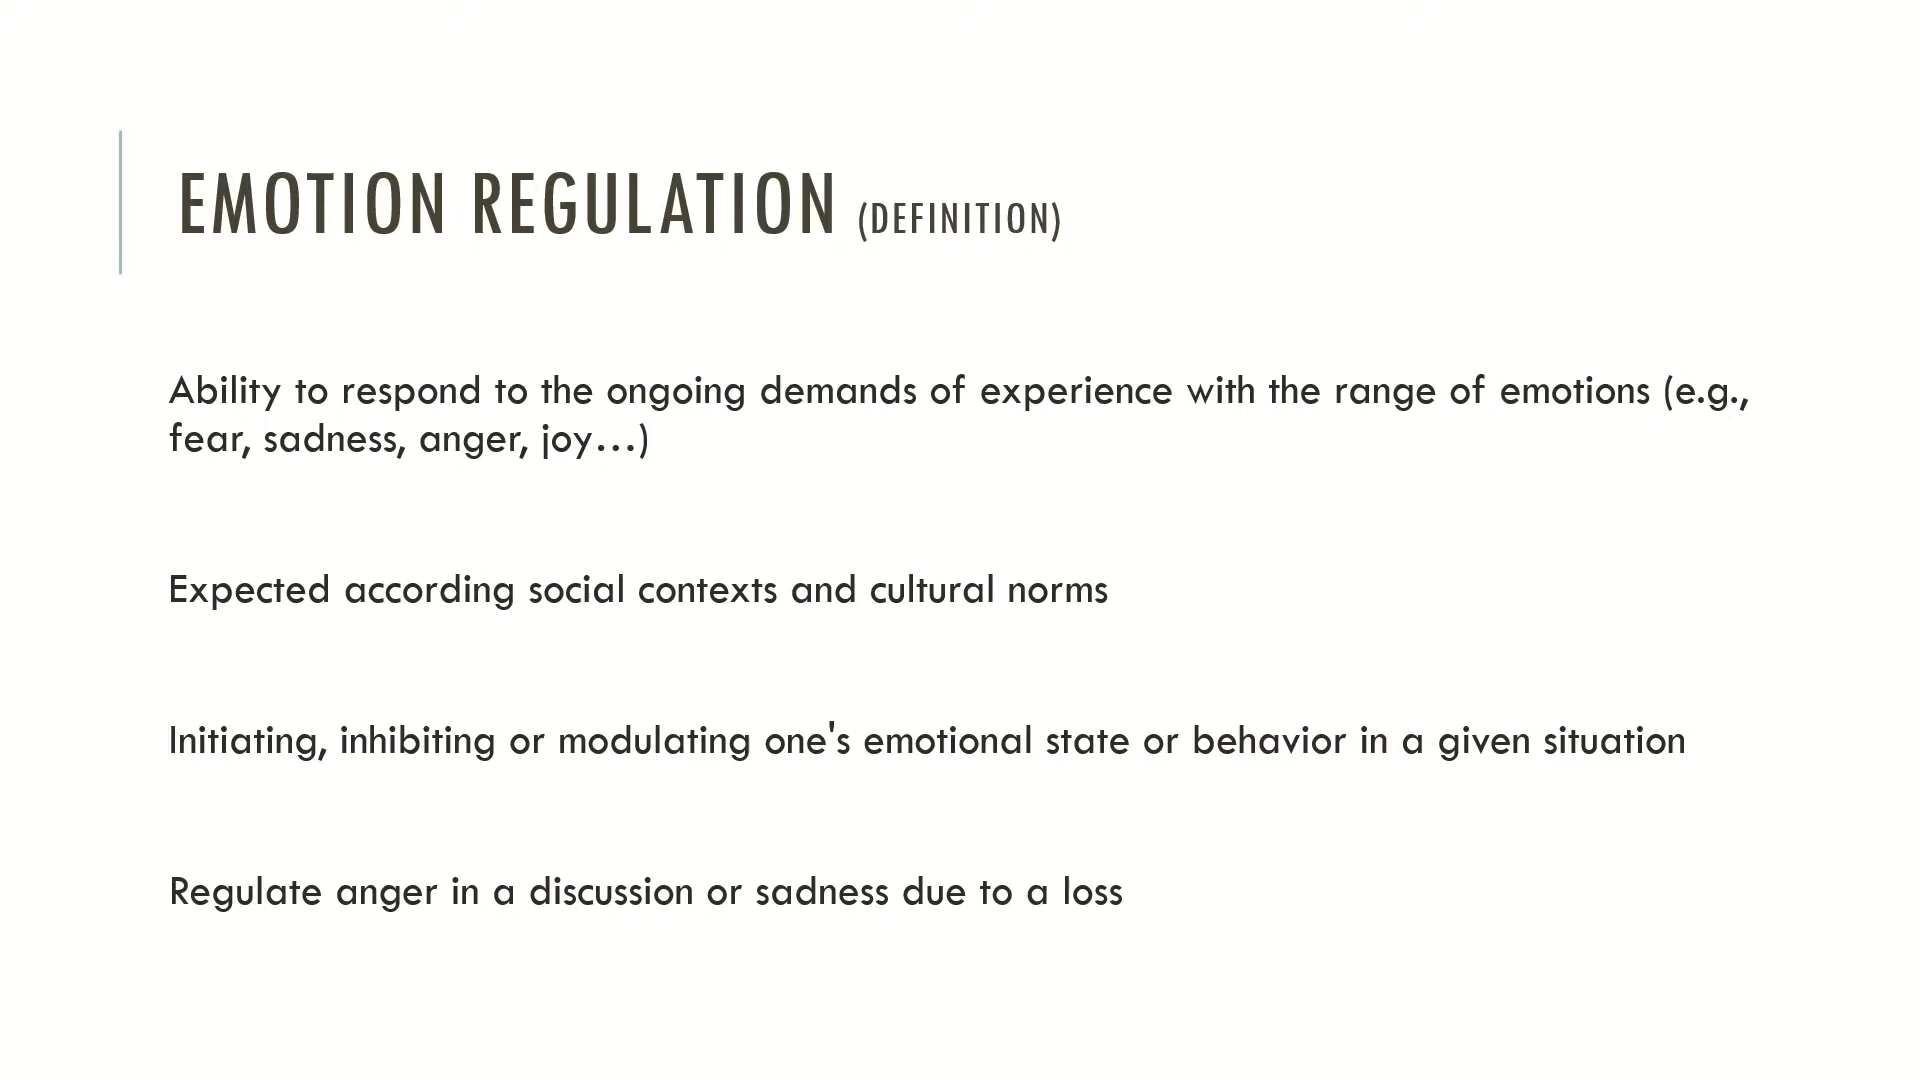 EMOTION REGULATION (DEFINITION)
Ability to respond to the ongoing demands of experience with the range of emotions (e.g.,
fear, sadness, anger, joy…)
Expected according social contexts and cultural norms
Initiating, inhibiting or modulating one's emotional state or behavior in a given situation
Regulate anger in a discussion or sadness due to a loss